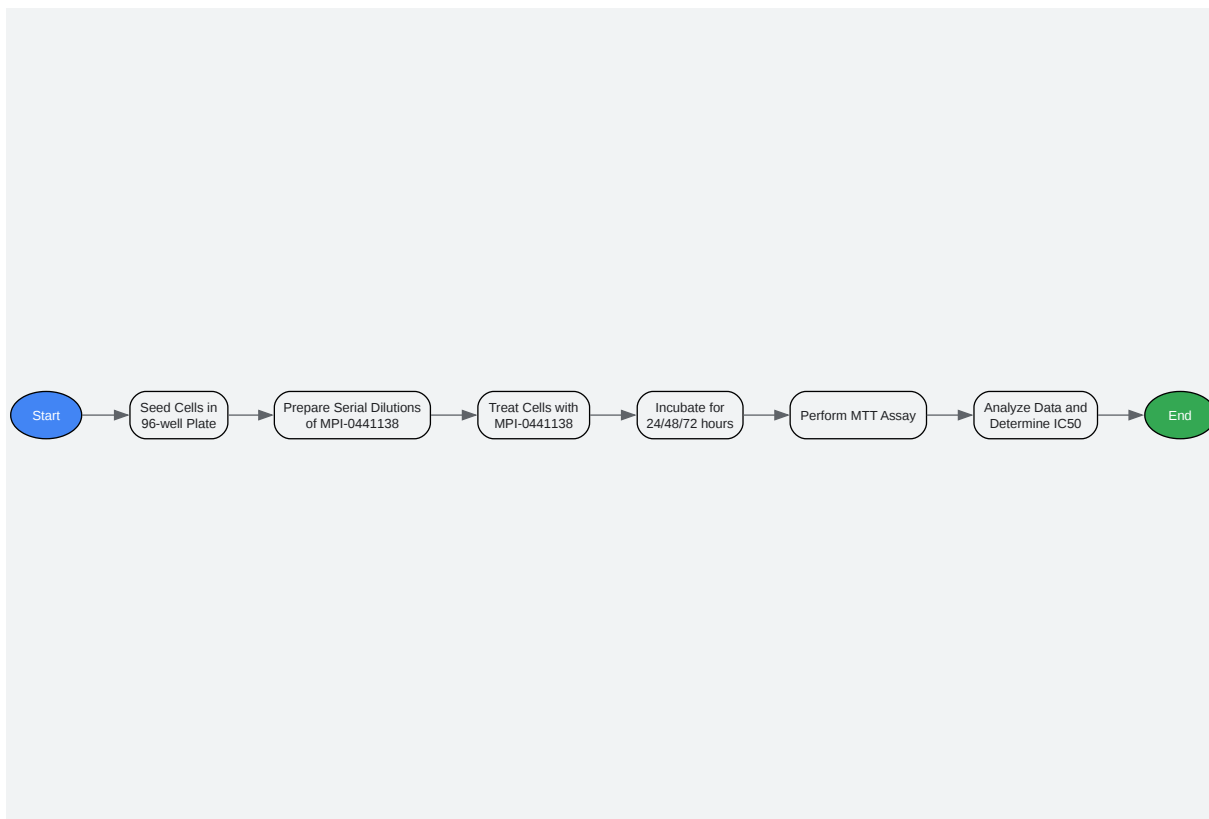 Start
Seed Cells in
96-well Plate
Prepare Serial Dilutions
of MPI-0441138
Treat Cells with
MPI-0441138
Incubate for
24/48/72 hours
Perform MTT Assay
Analyze Data and
Determine IC50
End